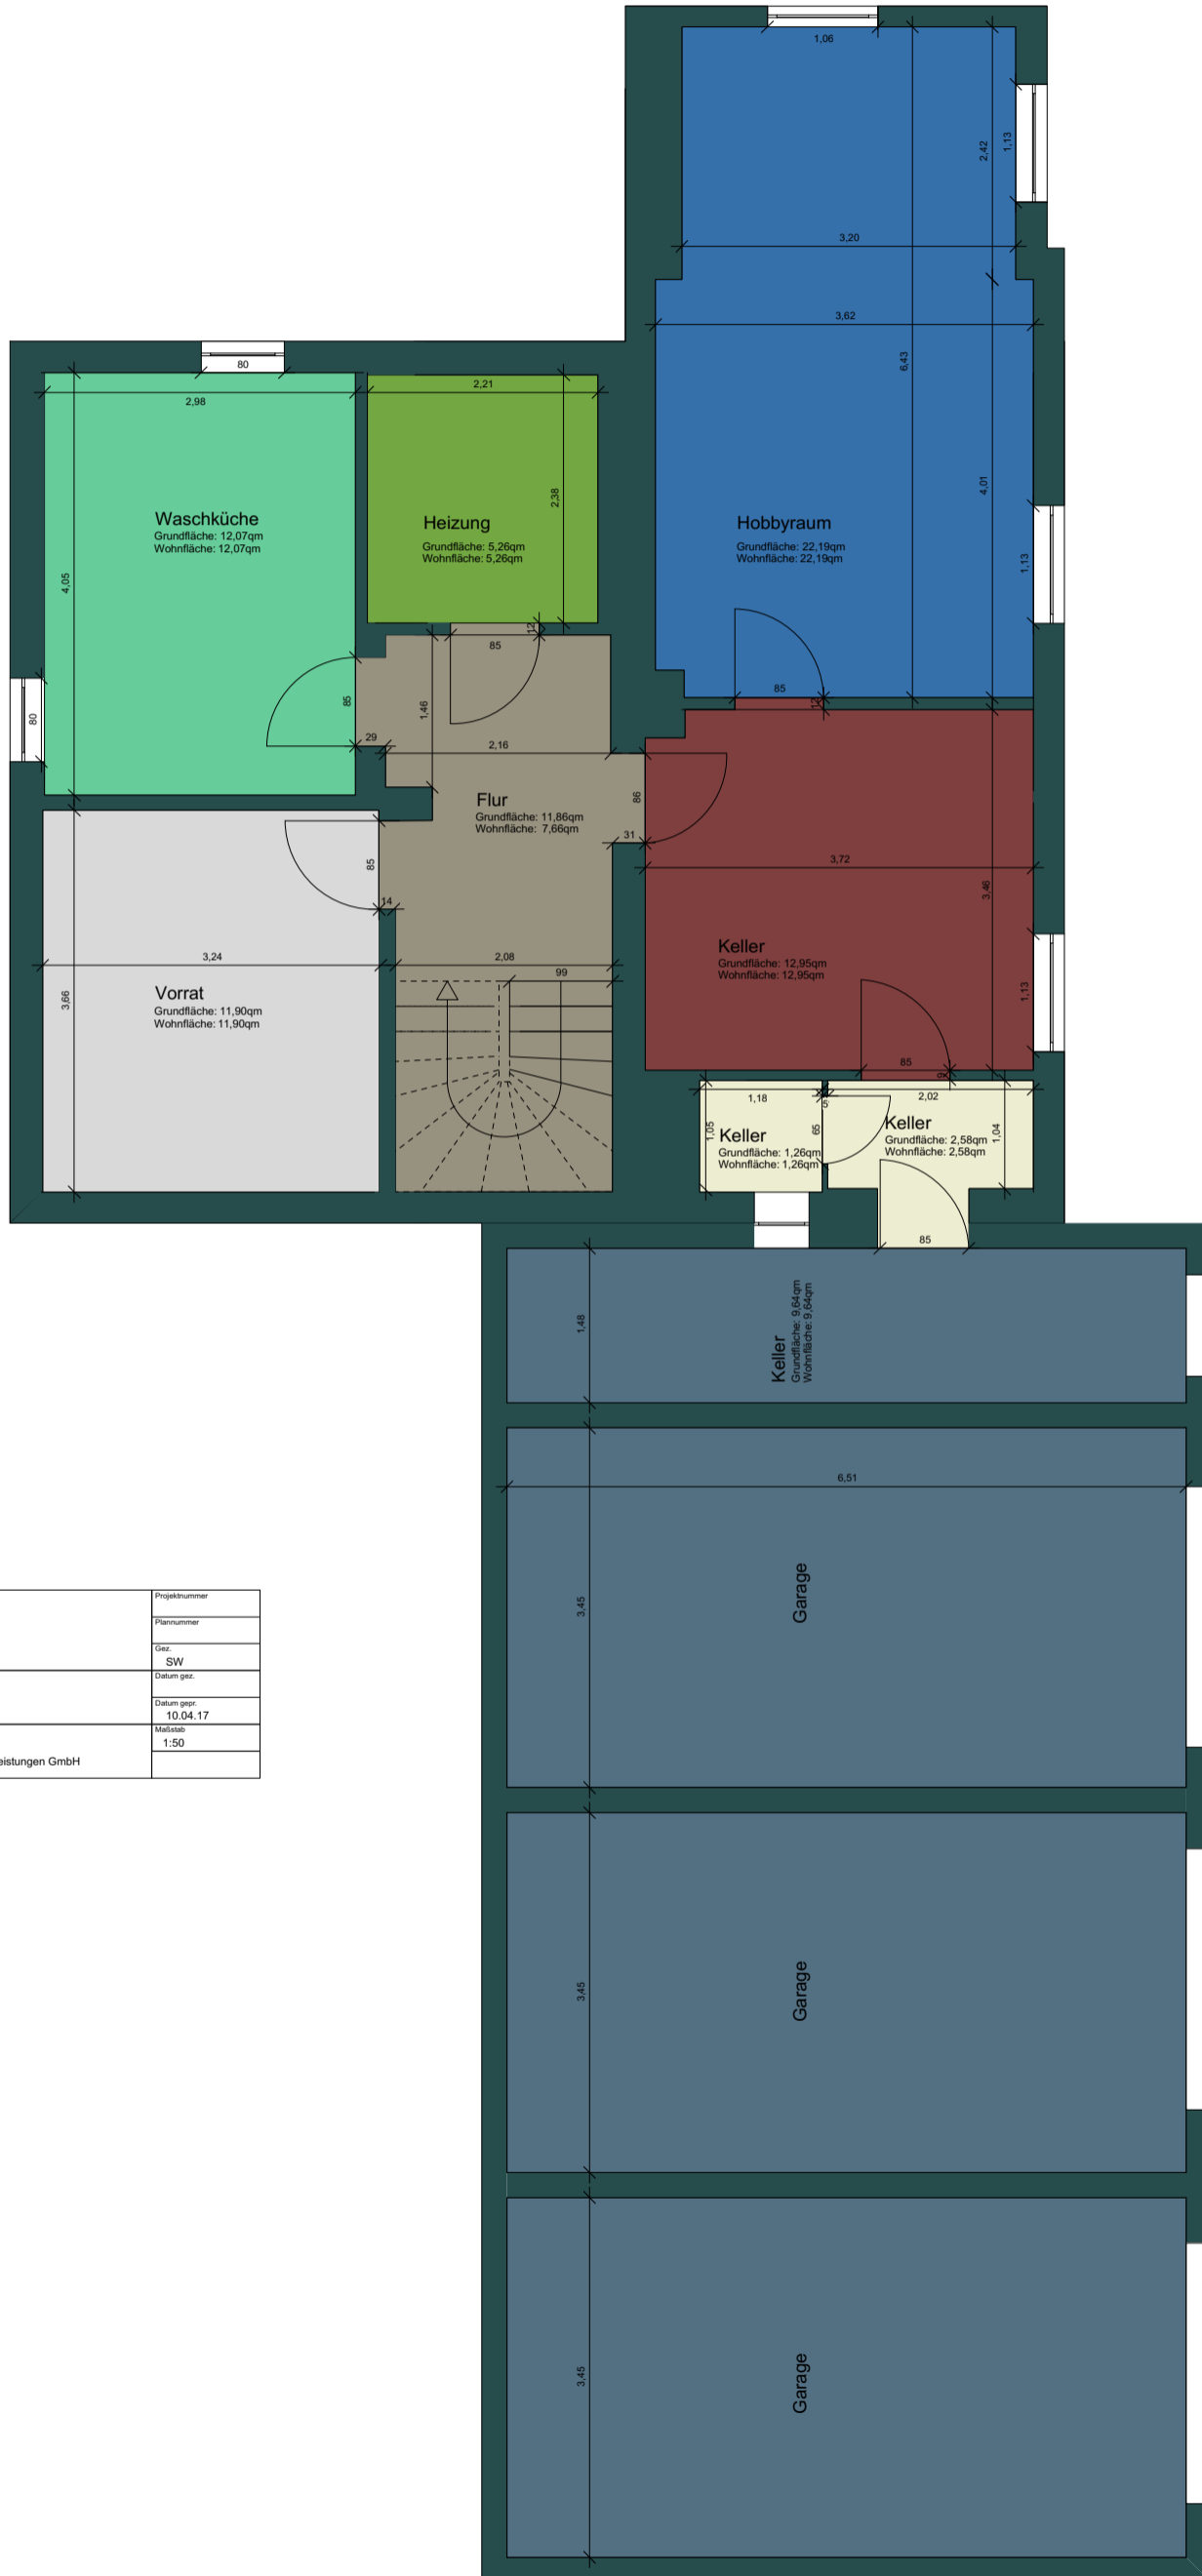 1,06
1,13
2,42
3,20
3,62
6,43
80
2,98
2,21
2,38
4,05
4,01
1,13
Waschküche
Grundfläche: 12,07qm
Wohnfläche: 12,07qm
Heizung
Grundfläche: 5,26qm
Wohnfläche: 5,26qm
Hobbyraum
Grundfläche: 22,19qm
Wohnfläche: 22,19qm
12
85
85
12
85
1,46
80
29
2,16
86
Flur
Grundfläche: 11,86qm
Wohnfläche: 7,66qm
31
85
14
3,72
3,46
Keller
Grundfläche: 12,95qm
Wohnfläche: 12,95qm
3,24
2,08
99
Vorrat
Grundfläche: 11,90qm
Wohnfläche: 11,90qm
3,66
1,13
85
9
1,18
5
2,02
1,05
65
1,04
Keller
Grundfläche: 1,26qm
Wohnfläche: 1,26qm
Keller
Grundfläche: 2,58qm
Wohnfläche: 2,58qm
85
1,48
Keller
Grundfläche: 9,64qm
Wohnfläche: 9,64qm
6,51
3,45
Garage
Projektnummer
Plannummer
Gez.
SW
Datum gez.
Datum gepr.
10.04.17
Maßstab
1:50
eistungen GmbH
3,45
Garage
3,45
Garage